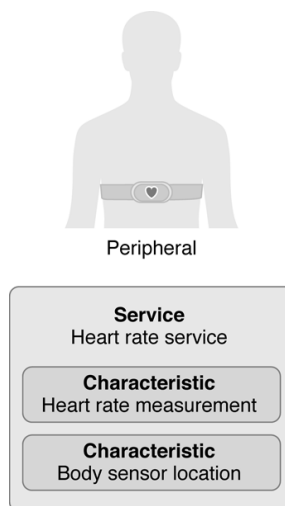 Peripheral
Service
Heart rate service
Characteristic
Heart rate measurement
Characteristic
Body sensor location